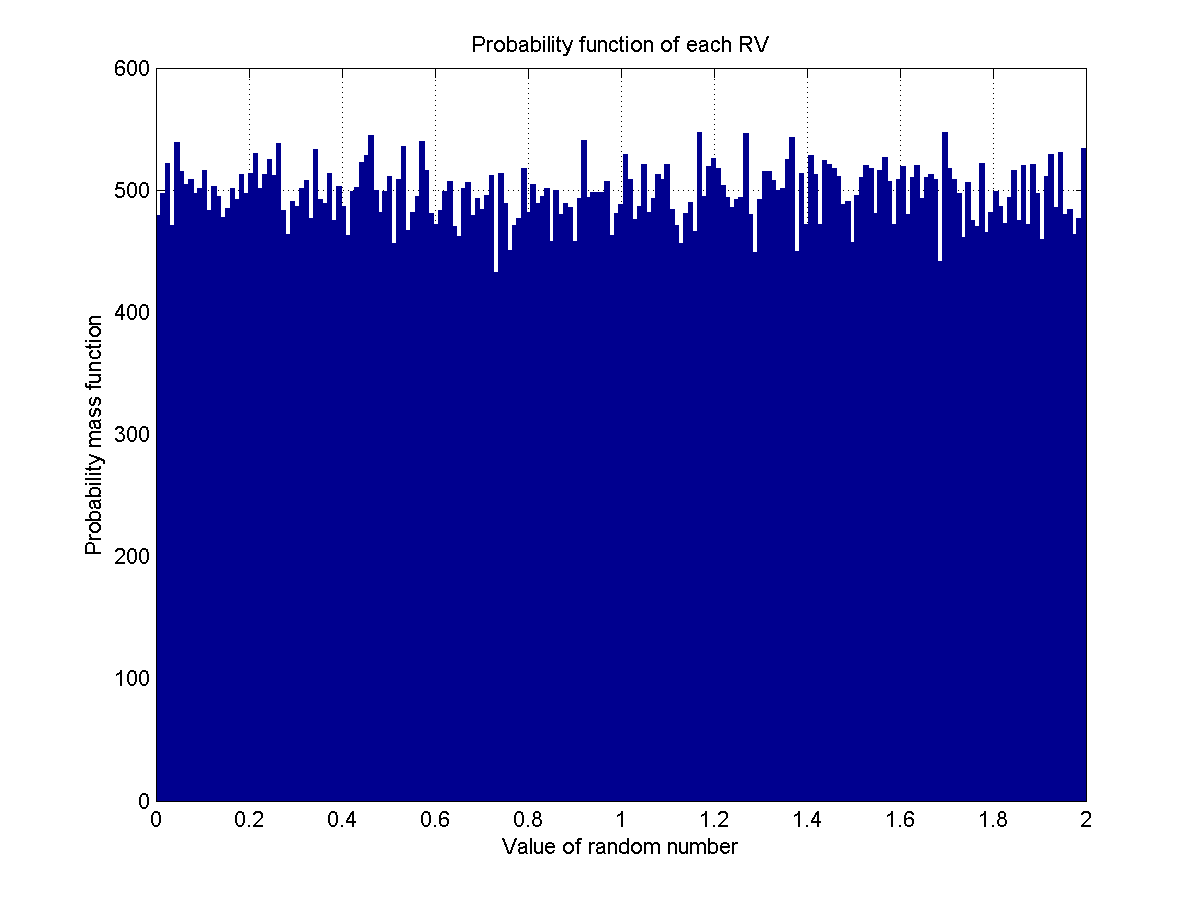 Probability function of each RV
600
500
400
300
200
100
0
Probability mass function
0 0.2 0.4 0.6 0.8 1 1.2 1.4 1.6 1.8 2
Value of random number